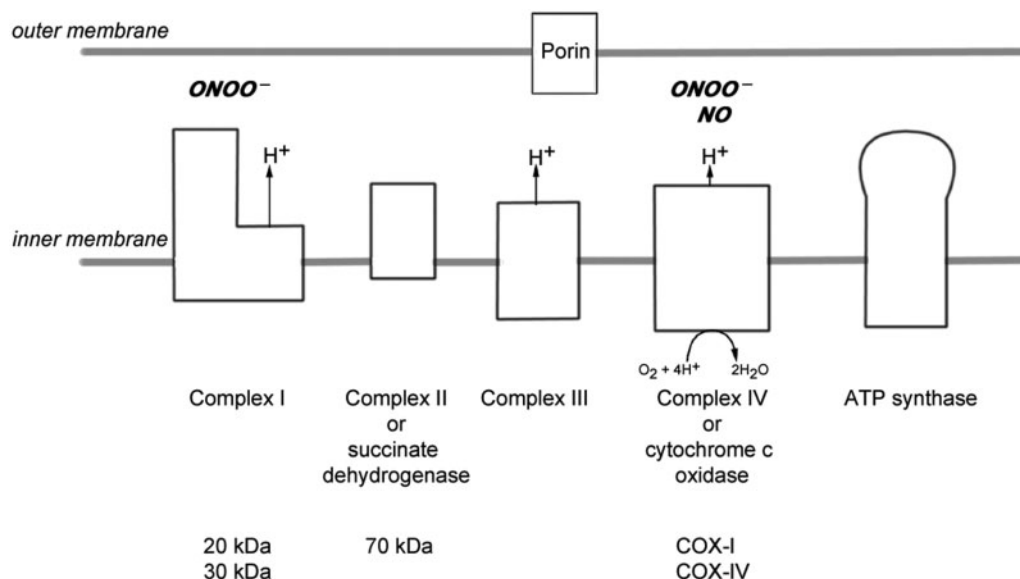 outer membrane
Porin
ONOO⁻
ONOO⁻
NO
H⁺
H⁺
H⁺
inner membrane
O₂ + 4H⁺
2H₂O
Complex I
Complex II
or
succinate
dehydrogenase
Complex III
Complex IV
or
cytochrome c
oxidase
ATP synthase
20 kDa
30 kDa
70 kDa
COX-I
COX-IV